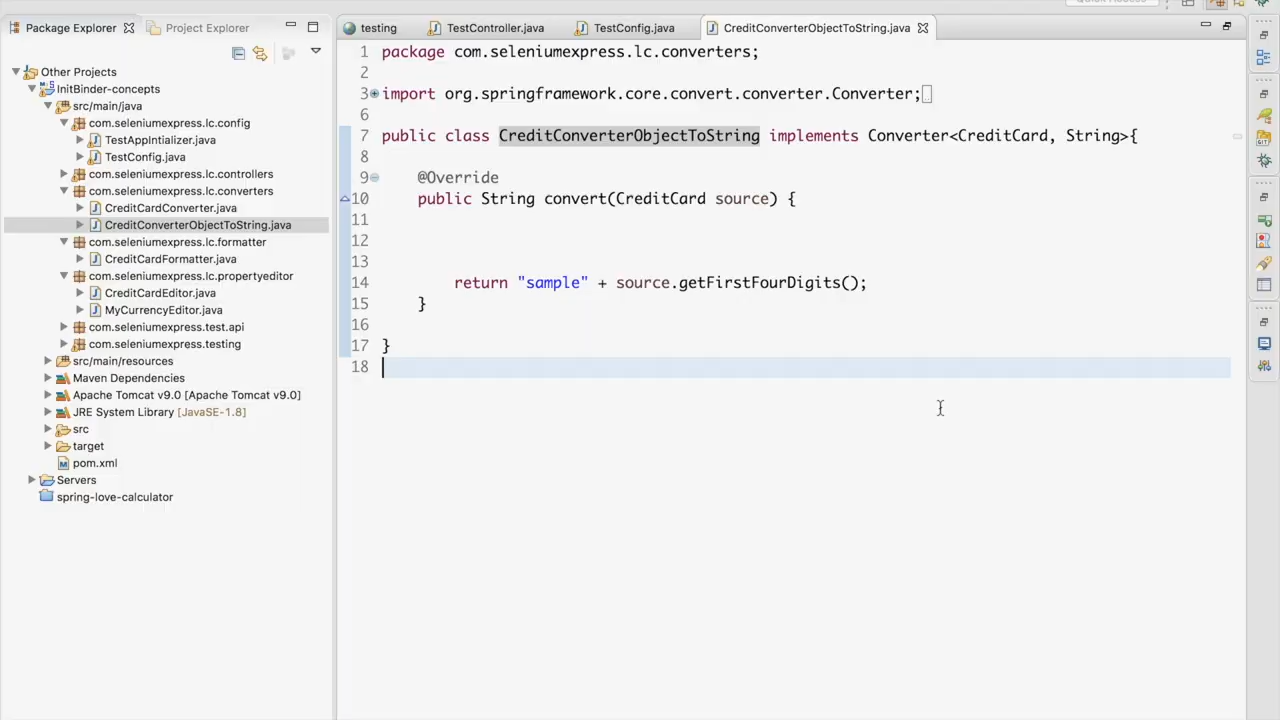 Package Explorer
Project Explorer
testing
TestController.java
TestConfig.java
CreditConverterObjectToString.java
Other Projects
InitBinder-concepts
src/main/java
com.seleniumexpress.lc.config
TestAppIntializer.java
TestConfig.java
com.seleniumexpress.lc.controllers
com.seleniumexpress.lc.converters
CreditCardConverter.java
CreditConverterObjectToString.java
com.seleniumexpress.lc.formatter
CreditCardFormatter.java
com.seleniumexpress.lc.propertyeditor
CreditCardEditor.java
MyCurrencyEditor.java
com.seleniumexpress.test.api
com.seleniumexpress.testing
src/main/resources
Maven Dependencies
Apache Tomcat v9.0 [Apache Tomcat v9.0]
JRE System Library [JavaSE-1.8]
src
target
pom.xml
Servers
spring-love-calculator
1 package com.seleniumexpress.lc.converters;
2
3 import org.springframework.core.convert.converter.Converter;
6
7 public class CreditConverterObjectToString implements Converter<CreditCard, String>{
8
9 @Override
10 public String convert(CreditCard source) {
11
12
13
14 return "sample" + source.getFirstFourDigits();
15 }
16
17 }
18